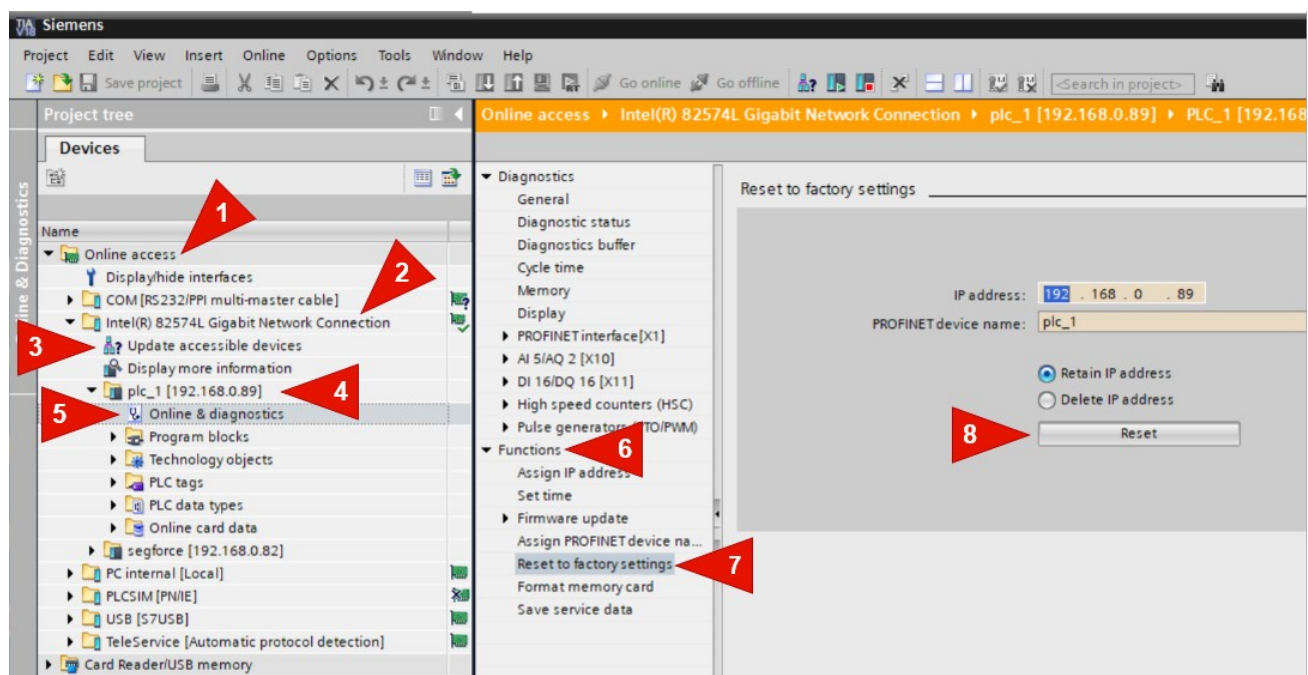 TIA
V18
Siemens
Project Edit View Insert Online Options Tools Window Help
Save project Go online Go offline <Search in project>
Project tree
Online access Intel(R) 82574L Gigabit Network Connection plc_1 [192.168.0.89] PLC_1 [192.168
Devices
Name
1
Online access
Display/hide interfaces
2
COM [RS232/PPI multi-master cable]
Intel(R) 82574L Gigabit Network Connection
3
Update accessible devices
Display more information
plc_1 [192.168.0.89]
4
5
Online & diagnostics
Program blocks
Technology objects
PLC tags
PLC data types
Online card data
segforce [192.168.0.82]
PC internal [Local]
PLCSIM [PN/IE]
USB [S7USB]
TeleService [Automatic protocol detection]
Card Reader/USB memory
& Diagnostics
Diagnostics
General
Diagnostic status
Diagnostics buffer
Cycle time
Memory
Display
PROFINET interface [X1]
AI 5/AQ 2 [X10]
DI 16/DQ 16 [X11]
High speed counters (HSC)
Pulse generators TO/PWM)
Functions
6
Assign IP address
Set time
Firmware update
Assign PROFINET device na...
Reset to factory settings
7
Format memory card
Save service data
Reset to factory settings
IP address: 192 . 168 . 0 . 89
PROFINET device name: plc_1
Retain IP address
Delete IP address
8
Reset